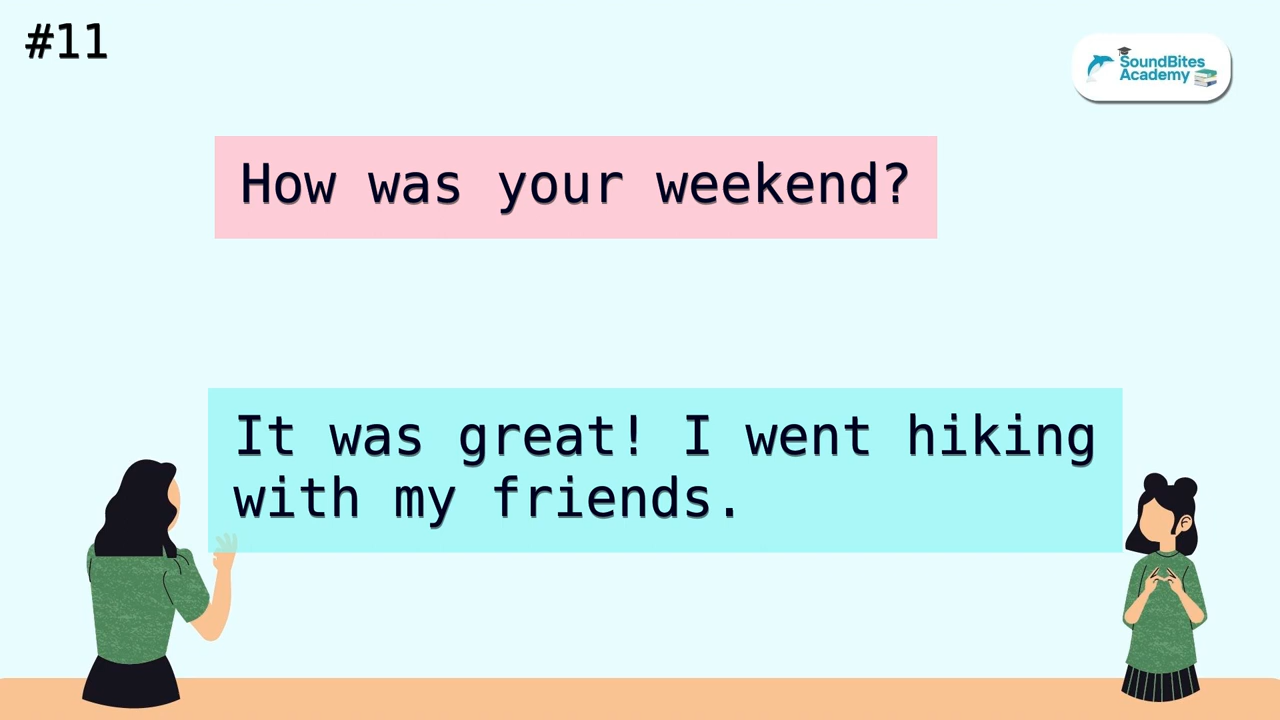 #11
SoundBites
Academy
How was your weekend?
It was great! I went hiking
with my friends.